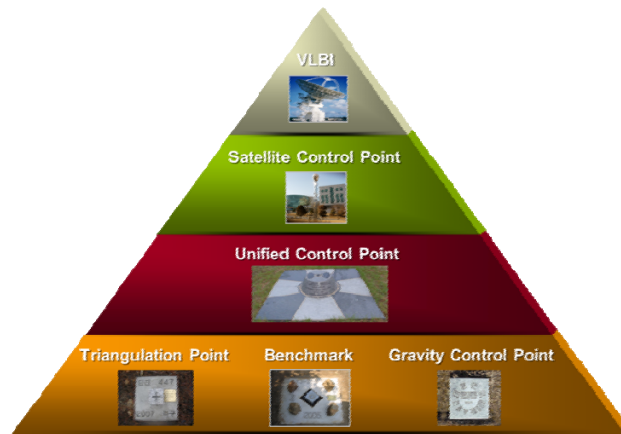 VLBI
Satellite Control Point
Unified Control Point
Triangulation Point Benchmark Gravity Control Point